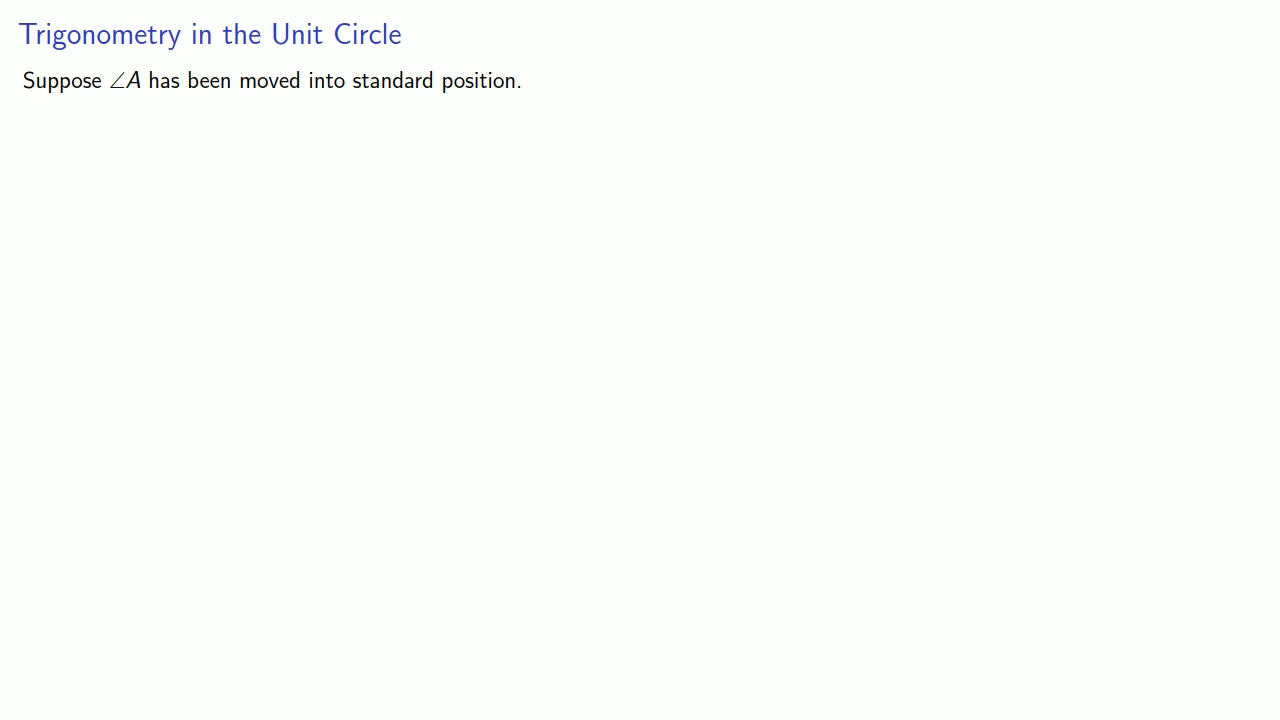 Trigonometry in the Unit Circle
Suppose ∠A has been moved into standard position.